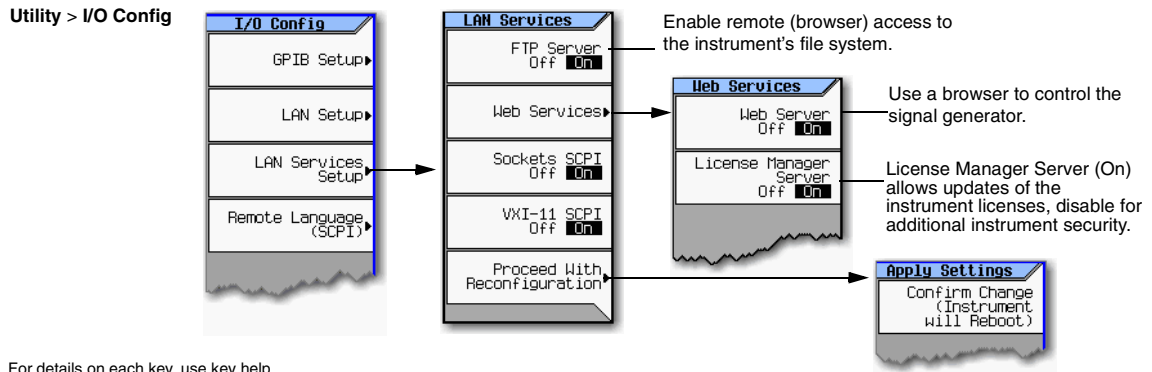 Utility > I/O Config
I/O Config
GPIB Setup
LAN Setup
LAN Services
Setup
Remote Language
(SCPI)
LAN Services
FTP Server
Off On
Web Services
Sockets SCPI
Off On
VXI-11 SCPI
Off On
Proceed With
Reconfiguration
Enable remote (browser) access to
the instrument's file system.
Web Services
Web Server
Off On
License Manager
Server
Off On
Use a browser to control the
signal generator.
License Manager Server (On)
allows updates of the
instrument licenses, disable for
additional instrument security.
Apply Settings
Confirm Change
(Instrument
will Reboot)
For details on each key, use key help